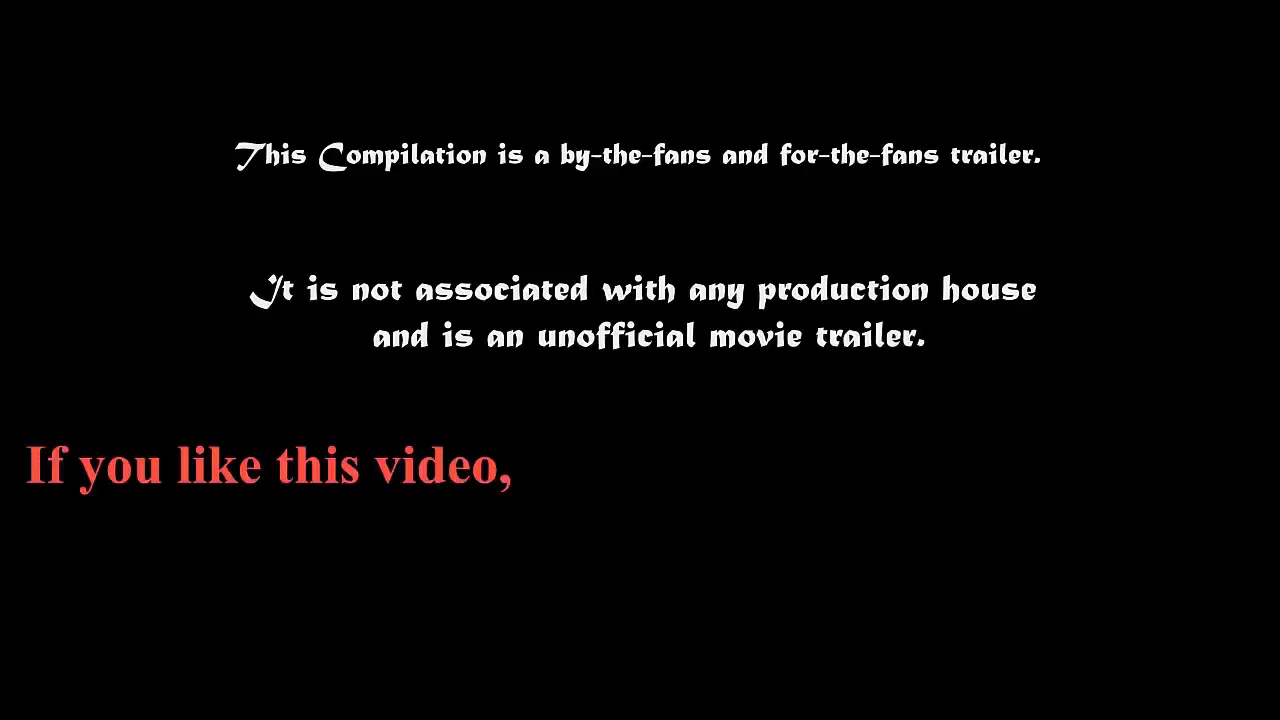 This Compilation is a by-the-fans and for-the-fans trailer.
It is not associated with any production house
and is an unofficial movie trailer.
If you like this video,